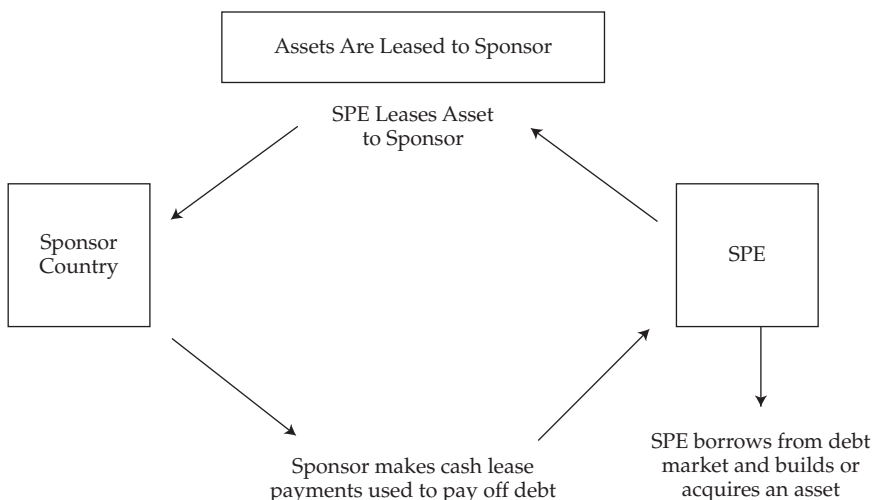 Assets Are Leased to Sponsor
SPE Leases Asset
to Sponsor
Sponsor
Country
SPE
Sponsor makes cash lease
payments used to pay off debt
SPE borrows from debt
market and builds or
acquires an asset